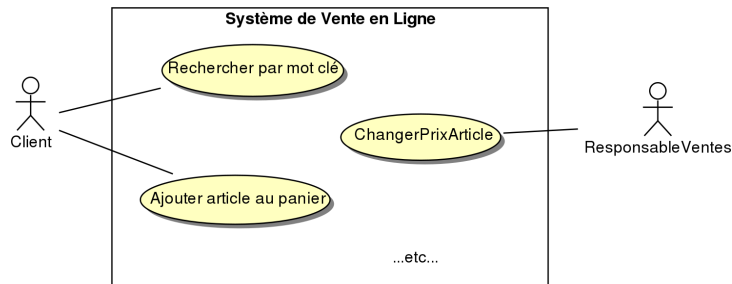 Système de Vente en Ligne
Rechercher par mot clé
Client
ChangerPrixArticle
ResponsableVentes
Ajouter article au panier
...etc...